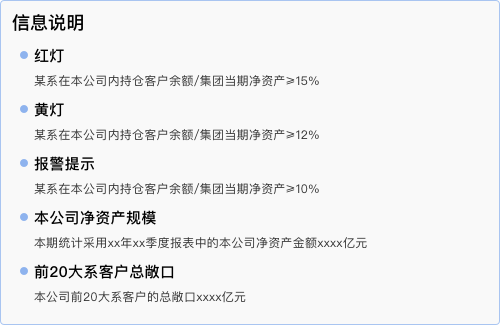 信息说明
红灯
某系在本公司内持仓客户余额/集团当期净资产≥15%
黄灯
某系在本公司内持仓客户余额/集团当期净资产≥12%
报警提示
某系在本公司内持仓客户余额/集团当期净资产≥10%
本公司净资产规模
本期统计采用xx年xx季度报表中的本公司净资产金额xxxx亿元
前20大系客户总敞口
本公司前20大系客户的总敞口xxxx亿元